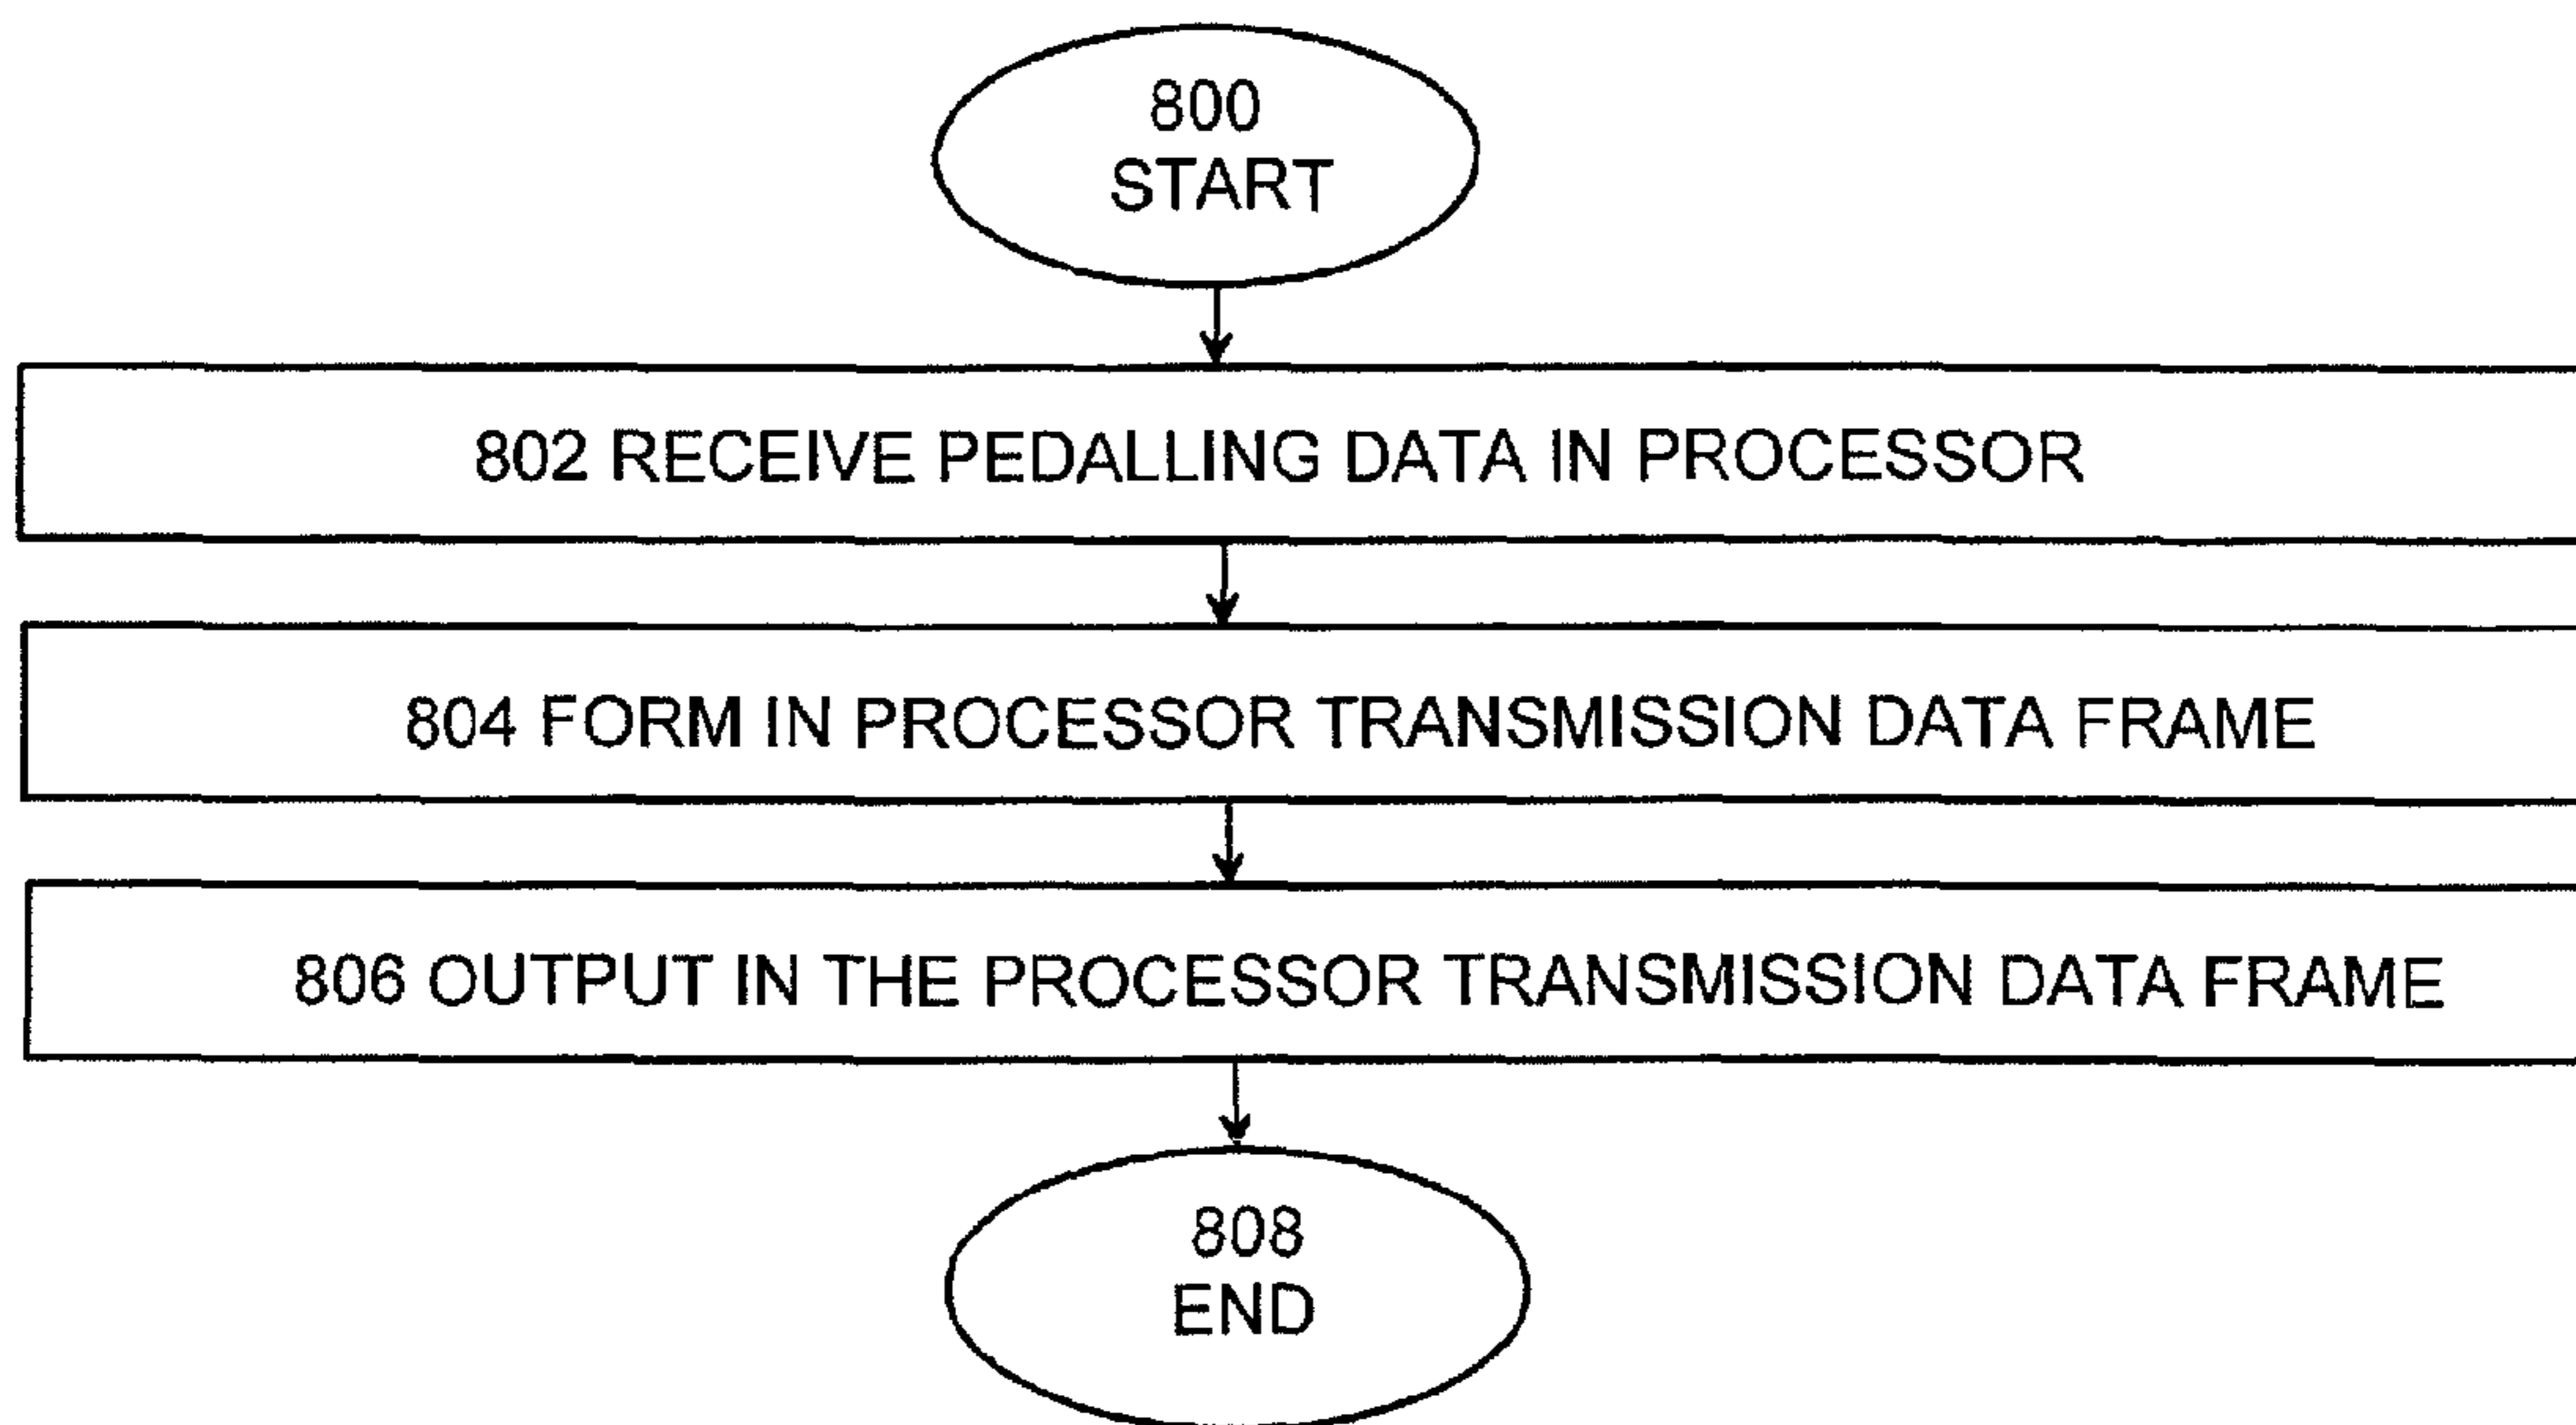 800
START
802 RECEIVE PEDALLING DATA IN PROCESSOR
804 FORM IN PROCESSOR TRANSMISSION DATA FRAME
806 OUTPUT IN THE PROCESSOR TRANSMISSION DATA FRAME
808
END